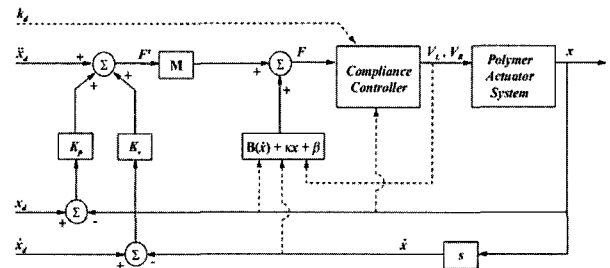 k_d
ẍ_d + Σ F' M + Σ F Compliance Controller V_L , V_R Polymer Actuator System x
+ + +
K_p K_v B(ẋ) + κx + β
x_d + Σ -
ẋ_d + Σ - ẋ s